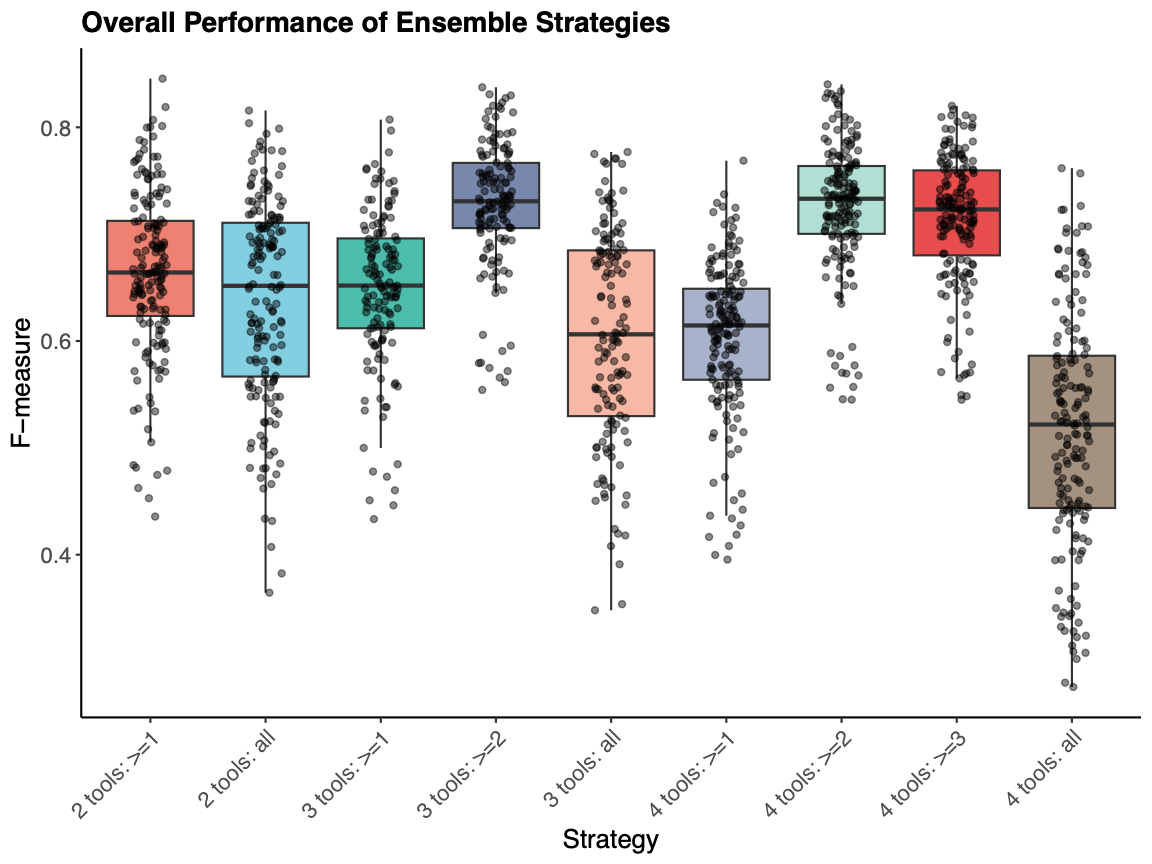 Overall Performance of Ensemble Strategies
F−measure
0.8
0.6
0.4
2 tools: >=1
2 tools: all
3 tools: >=1
3 tools: >=2
3 tools: all
4 tools: >=1
4 tools: >=2
4 tools: >=3
4 tools: all
Strategy